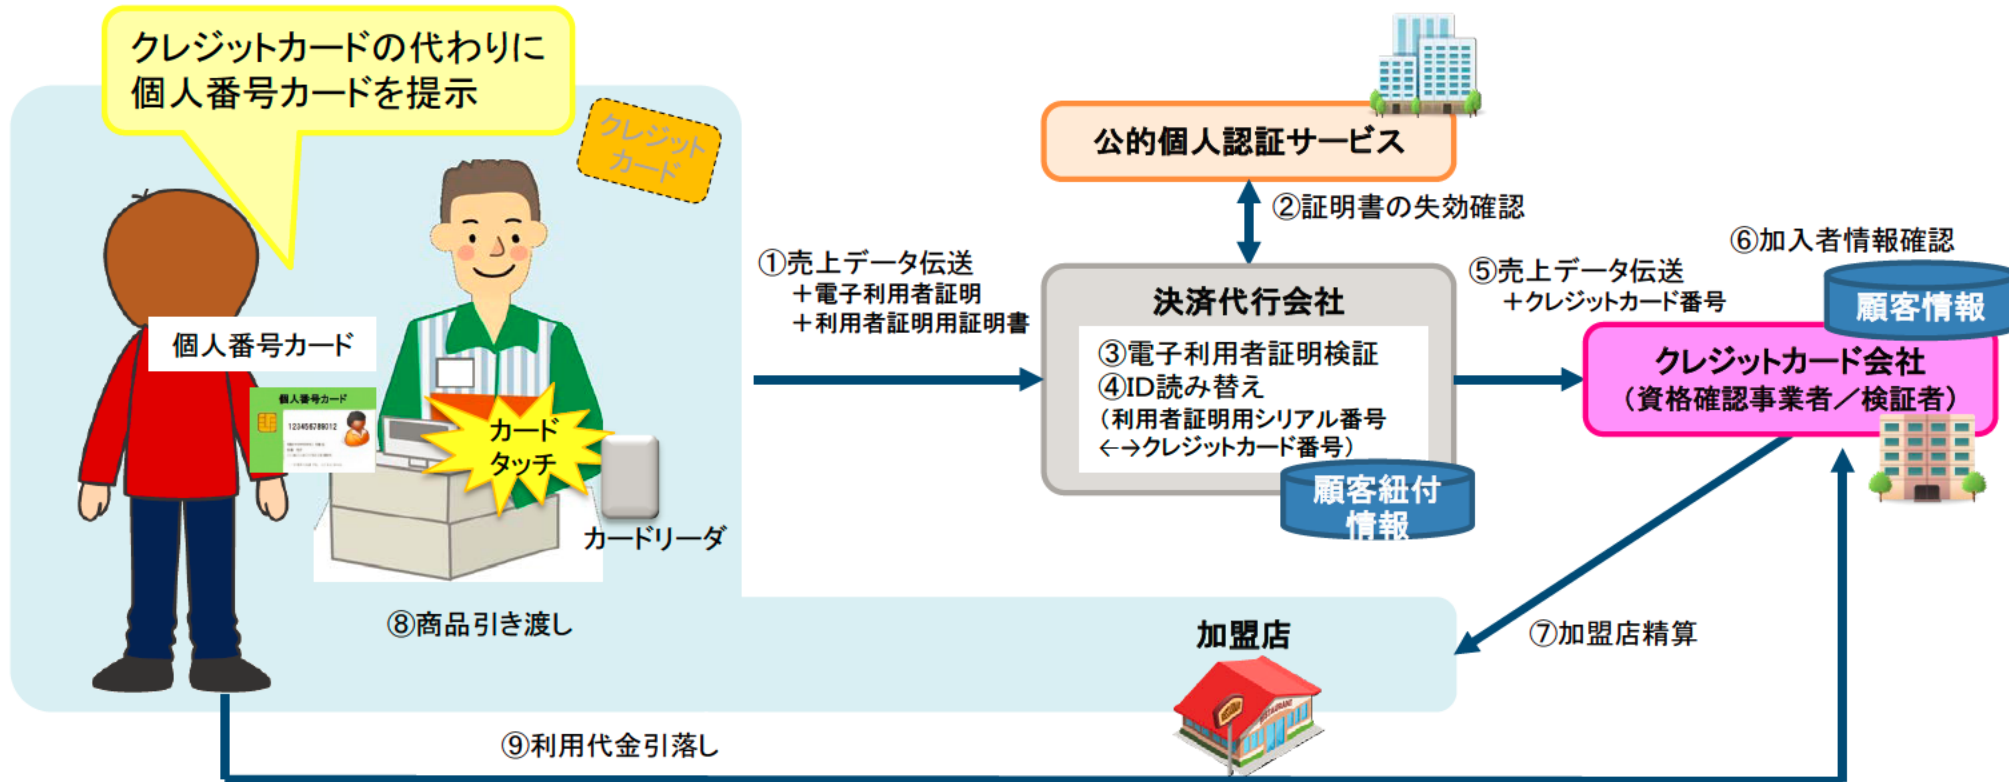 クレジットカードの代わりに
個人番号カードを提示
クレジット
カード
個人番号カード
個人番号カード
123456789012
カード
タッチ
カードリーダ
⑧商品引き渡し
①売上データ伝送
＋電子利用者証明
＋利用者証明用証明書
公的個人認証サービス
②証明書の失効確認
決済代行会社
③電子利用者証明検証
④ID読み替え
（利用者証明用シリアル番号
←→クレジットカード番号）
顧客紐付
情報
⑤売上データ伝送
＋クレジットカード番号
⑥加入者情報確認
顧客情報
クレジットカード会社
（資格確認事業者／検証者）
⑦加盟店精算
加盟店
RESTAURANT
⑨利用代金引落し